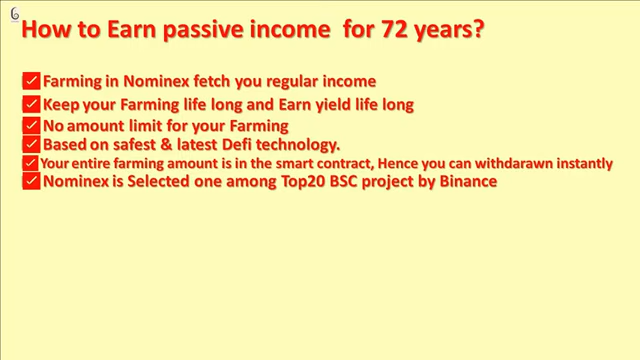 How to Earn passive income for 72 years?
Farming in Nominex fetch you regular income
Keep your Farming life long and Earn yield life long
No amount limit for your Farming
Based on safest & latest Defi technology.
Your entire farming amount is in the smart contract, Hence you can withdarawn instantly
Nominex is Selected one among Top20 BSC project by Binance